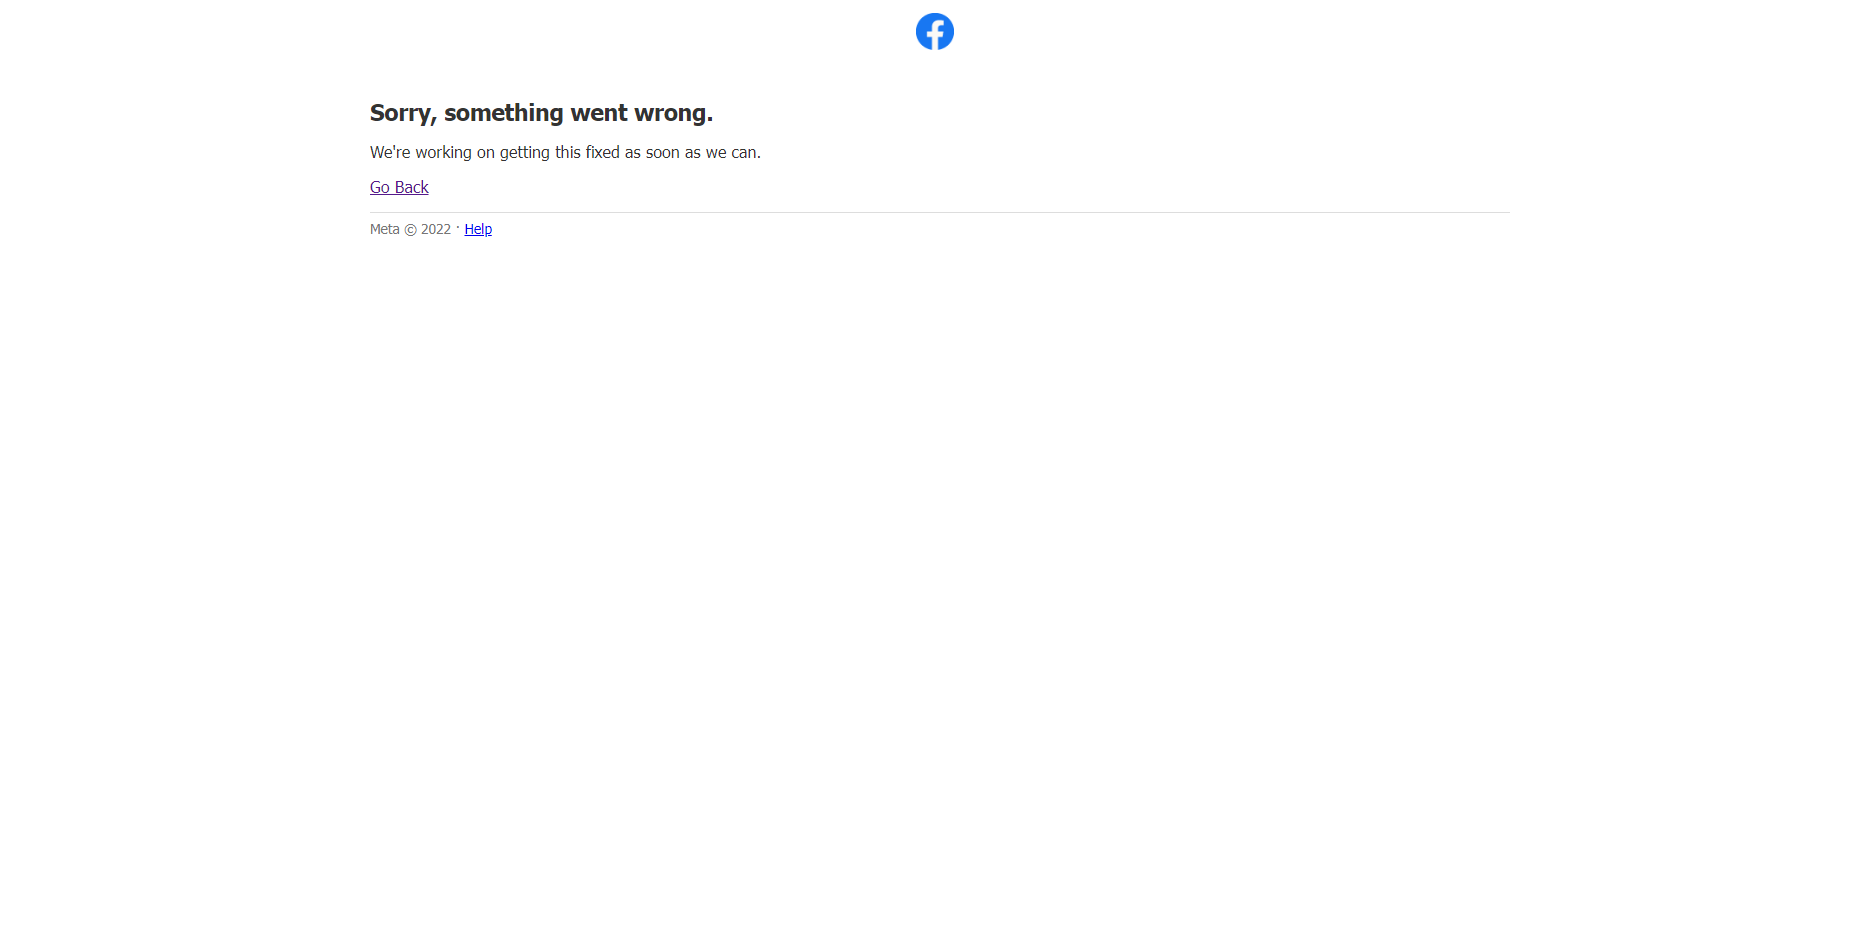 Sorry, something went wrong.
We're working on getting this fixed as soon as we can.
Go Back
Meta © 2022 · Help